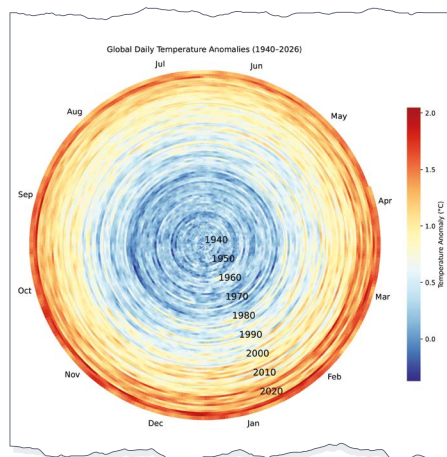 Global Daily Temperature Anomalies (1940–2026)
Jul
Jun
Aug
May
Sep
Apr
Oct
Mar
Nov
Feb
Dec
Jan
1940
1950
1960
1970
1980
1990
2000
2010
2020
2.0
1.5
1.0
0.5
0.0
Temperature Anomaly (°C)